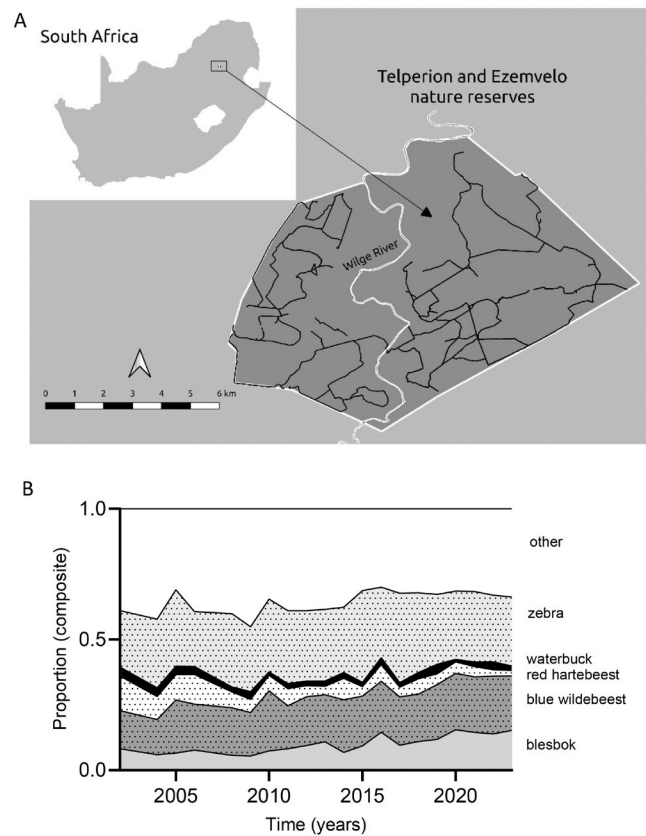 A
South Africa
Telperion and Ezemvelo
nature reserves
Wilge River
0 1 2 3 4 5 6 km
B
1.0
0.5
0.0
Proportion (composite)
other
zebra
waterbuck
red hartebeest
blue wildebeest
blesbok
2005 2010 2015 2020
Time (years)